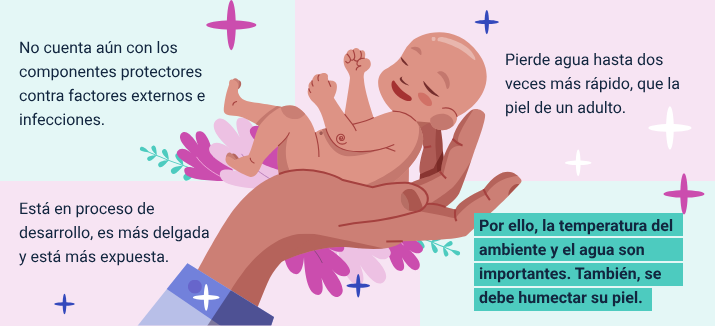 No cuenta aún con los
componentes protectores
contra factores externos e
infecciones.
Pierde agua hasta dos
veces más rápido, que la
piel de un adulto.
Está en proceso de
desarrollo, es más delgada
y está más expuesta.
Por ello, la temperatura del
ambiente y el agua son
importantes. También, se
debe humectar su piel.